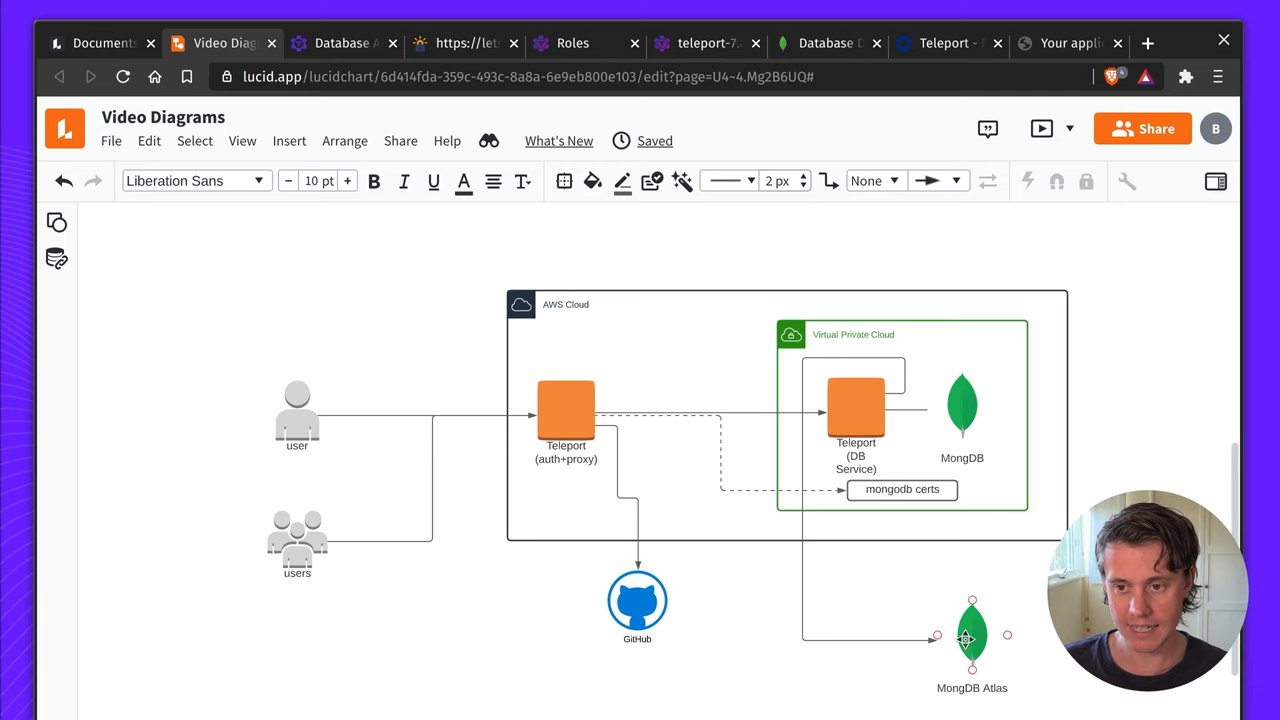 Documents
Video Diag
Database A
https://lets
Roles
teleport-7.
Database D
Teleport - M
Your applic
lucid.app/lucidchart/6d414fda-359c-493c-8a8a-6e9eb800e103/edit?page=U4~4.Mg2B6UQ#
4
Video Diagrams
File Edit Select View Insert Arrange Share Help What's New Saved
Share
B
Liberation Sans
10 pt
B I U A T
2 px
None
AWS Cloud
Virtual Private Cloud
user
Teleport
(auth+proxy)
Teleport
(DB
Service)
MongoDB
mongodb certs
users
GitHub
MongoDB Atlas